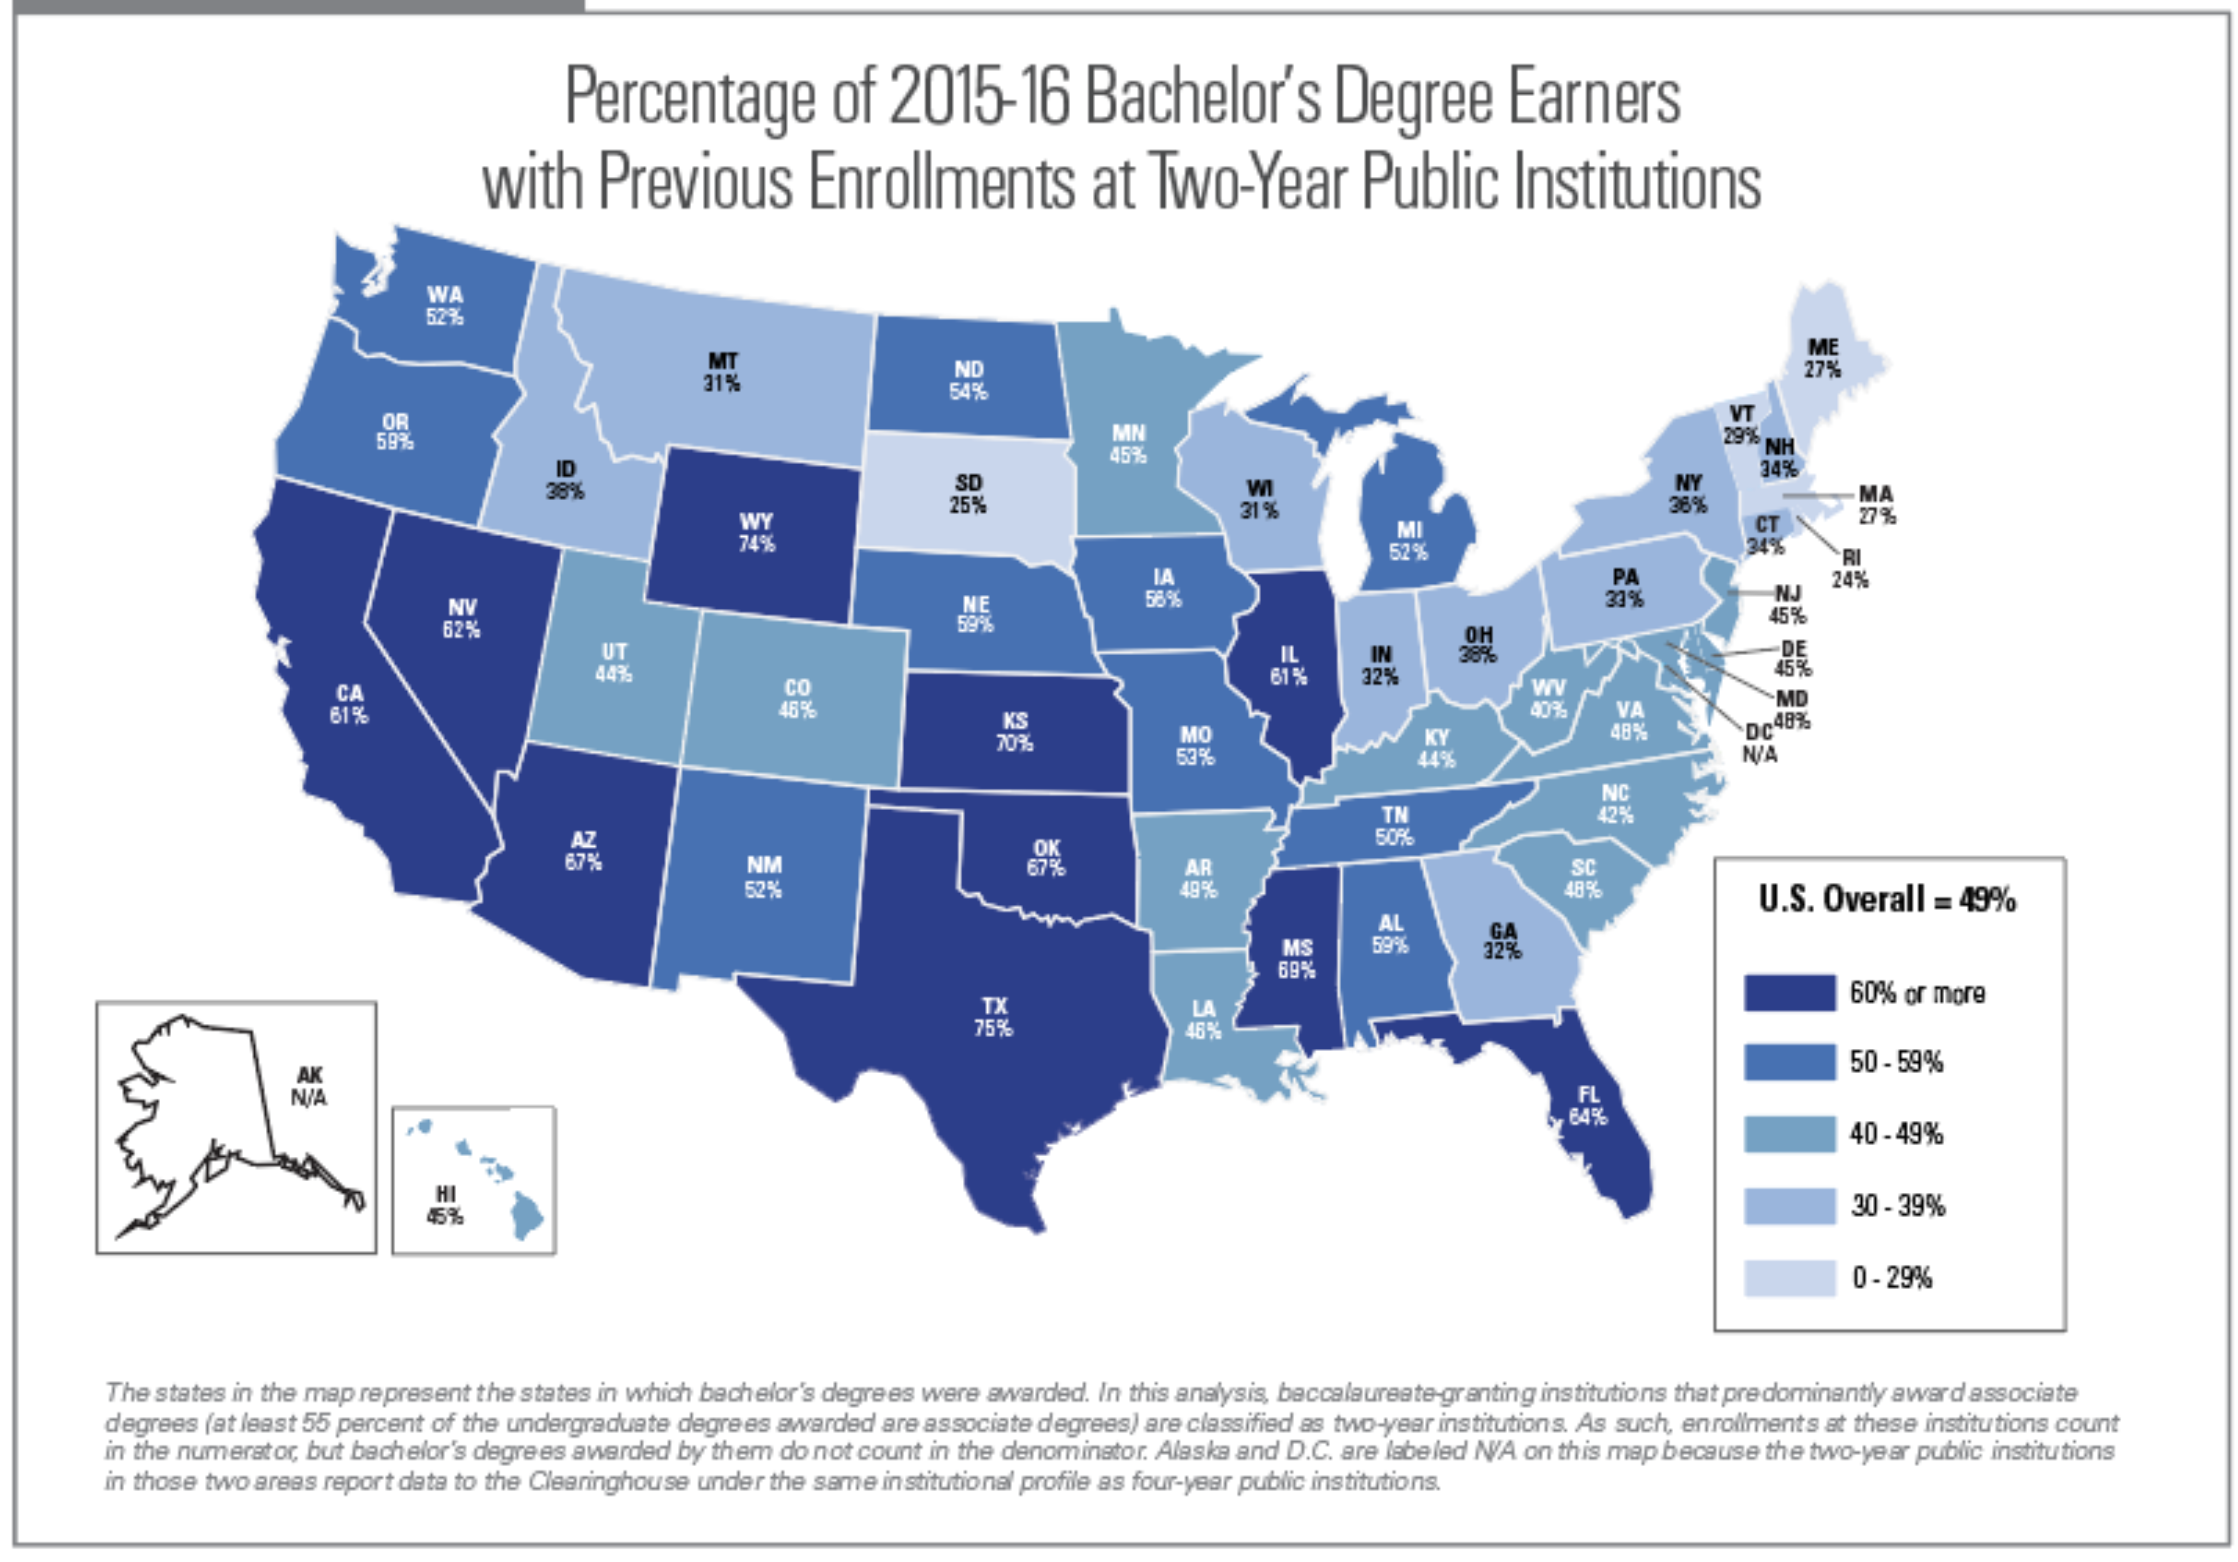 Percentage of 2015-16 Bachelor's Degree Earners
with Previous Enrollments at Two-Year Public Institutions
WA
52%
OR
59%
CA
61%
NV
62%
ID
38%
MT
31%
WY
74%
UT
44%
CO
46%
AZ
67%
NM
52%
ND
54%
SD
25%
NE
59%
KS
70%
OK
67%
TX
75%
MN
45%
IA
56%
MO
53%
AR
49%
LA
46%
WI
31%
IL
61%
MI
52%
IN
32%
OH
38%
KY
44%
TN
50%
MS
69%
AL
59%
GA
32%
FL
64%
SC
48%
NC
42%
VA
48%
WV
40%
PA
33%
NY
36%
VT
29%
NH
34%
ME
27%
MA
27%
CT
34%
RI
24%
NJ
45%
DE
45%
MD
48%
DC
N/A
AK
N/A
HI
45%
U.S. Overall = 49%
60% or more
50 - 59%
40 - 49%
30 - 39%
0 - 29%
The states in the map represent the states in which bachelor's degrees were awarded. In this analysis, baccalaureate-granting institutions that predominantly award associate
degrees (at least 55 percent of the undergraduate degrees awarded are associate degrees) are classified as two-year institutions. As such, enrollments at these institutions count
in the numerator, but bachelor's degrees awarded by them do not count in the denominator. Alaska and D.C. are labeled N/A on this map because the two-year public institutions
in those two areas report data to the Clearinghouse under the same institutional profile as four-year public institutions.